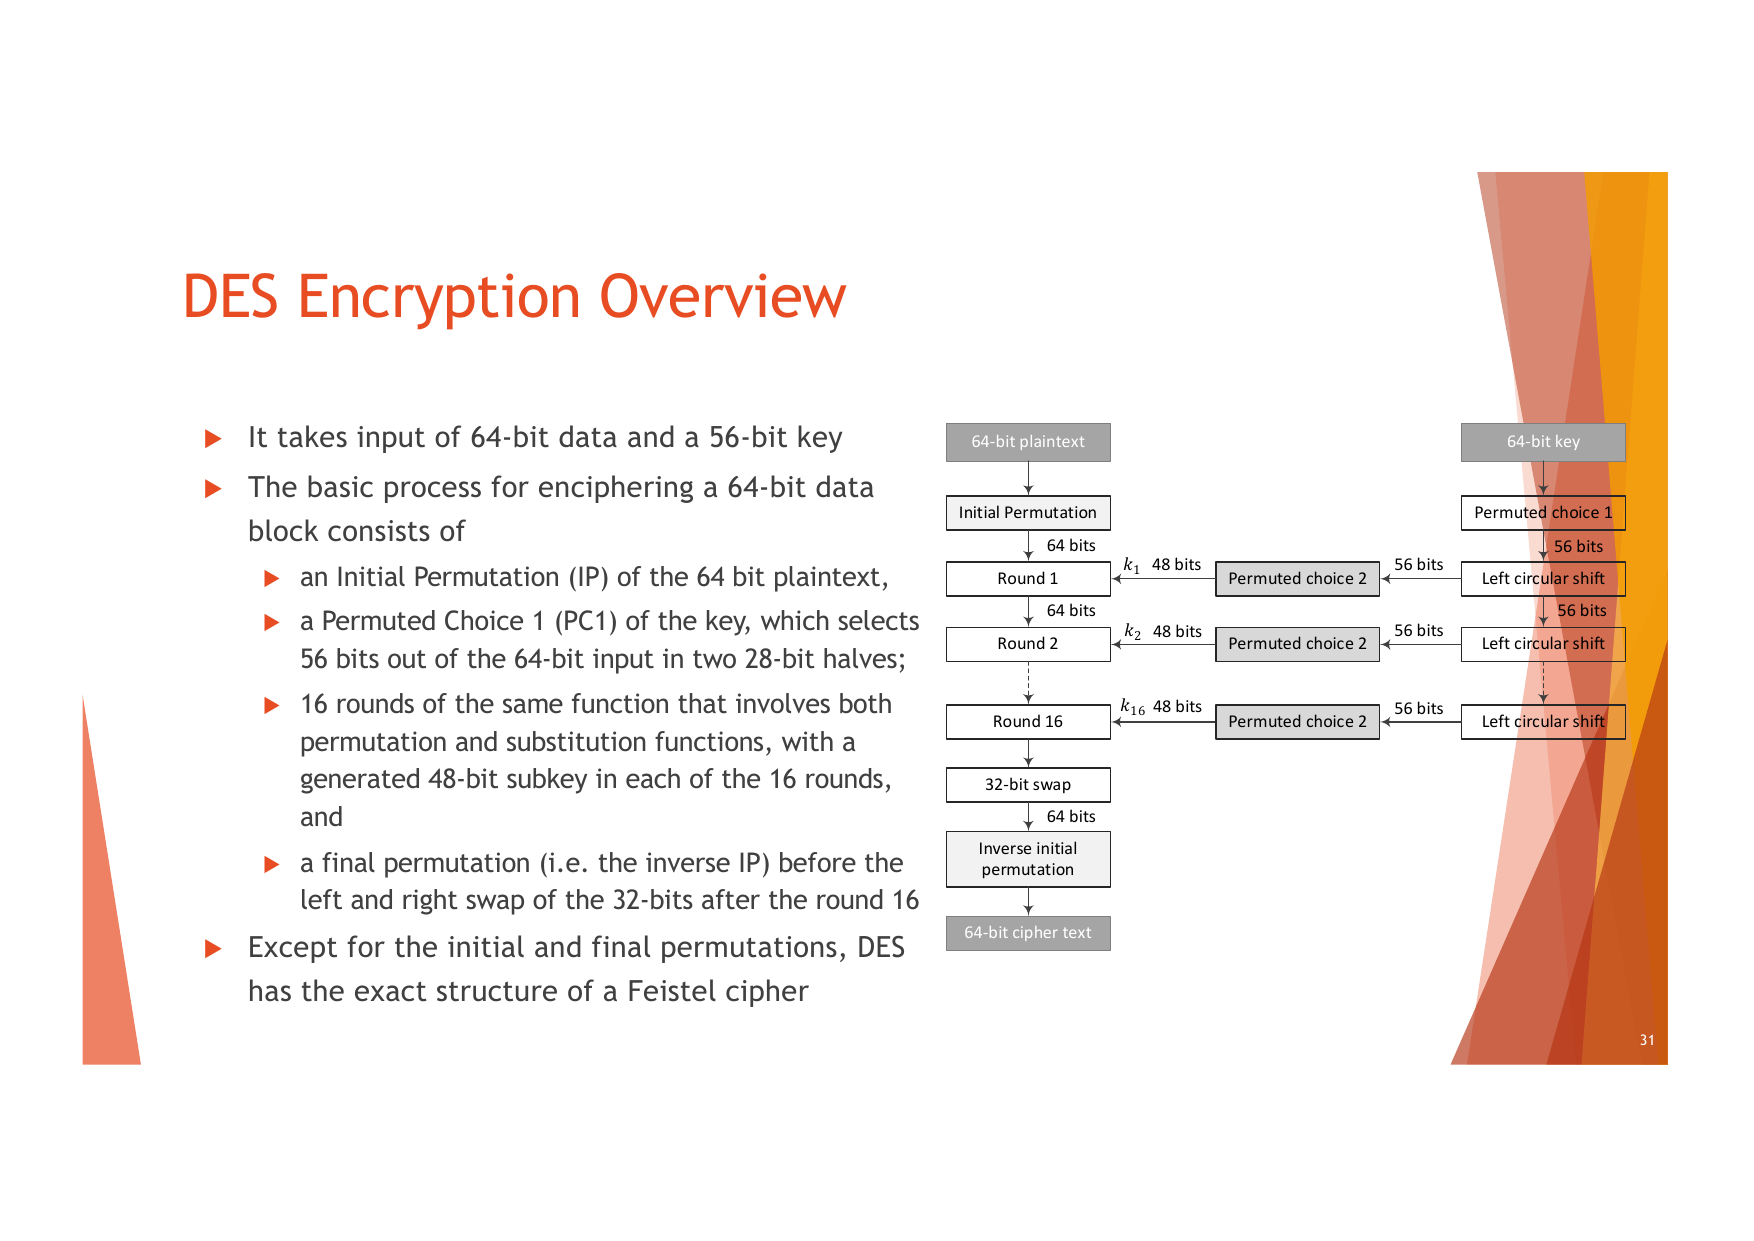 DES Encryption Overview
It takes input of 64-bit data and a 56-bit key
The basic process for enciphering a 64-bit data
block consists of
an Initial Permutation (IP) of the 64 bit plaintext,
a Permuted Choice 1 (PC1) of the key, which selects
56 bits out of the 64-bit input in two 28-bit halves;
16 rounds of the same function that involves both
permutation and substitution functions, with a
generated 48-bit subkey in each of the 16 rounds,
and
a final permutation (i.e. the inverse IP) before the
left and right swap of the 32-bits after the round 16
Except for the initial and final permutations, DES
has the exact structure of a Feistel cipher
64-bit plaintext
64-bit key
Initial Permutation
Permuted choice 1
64 bits
56 bits
Round 1
k₁ 48 bits
Permuted choice 2
56 bits
Left circular shift
64 bits
56 bits
Round 2
k₂ 48 bits
Permuted choice 2
56 bits
Left circular shift
Round 16
k₁₆ 48 bits
Permuted choice 2
56 bits
Left circular shift
32-bit swap
64 bits
Inverse initial
permutation
64-bit cipher text
31